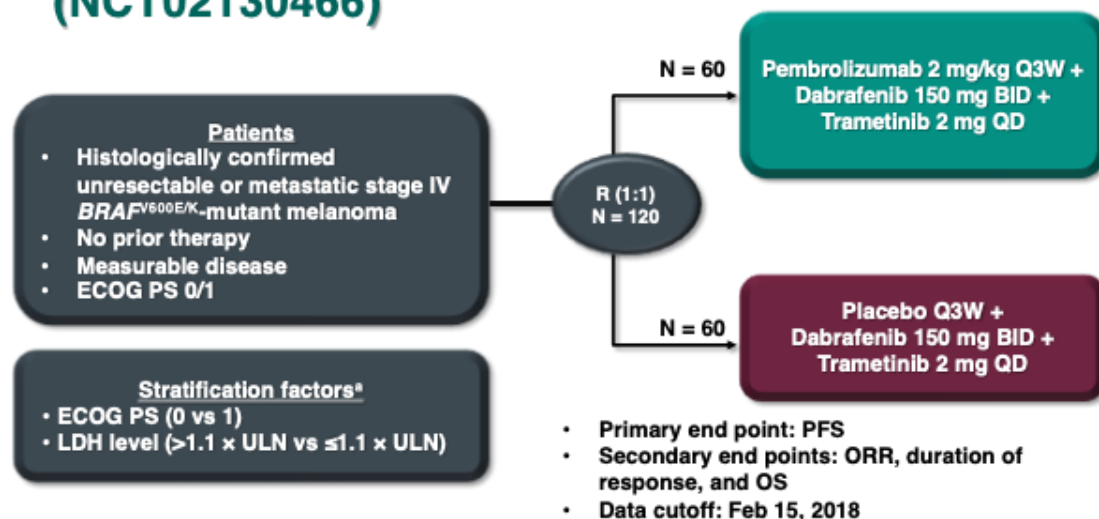 (NCT02130466)
Patients
• Histologically confirmed
unresectable or metastatic stage IV
BRAFV600E/K-mutant melanoma
• No prior therapy
• Measurable disease
• ECOG PS 0/1
Stratification factorsa
• ECOG PS (0 vs 1)
• LDH level (>1.1 × ULN vs ≤1.1 × ULN)
R (1:1)
N = 120
N = 60
Pembrolizumab 2 mg/kg Q3W +
Dabrafenib 150 mg BID +
Trametinib 2 mg QD
N = 60
Placebo Q3W +
Dabrafenib 150 mg BID +
Trametinib 2 mg QD
• Primary end point: PFS
• Secondary end points: ORR, duration of
response, and OS
• Data cutoff: Feb 15, 2018